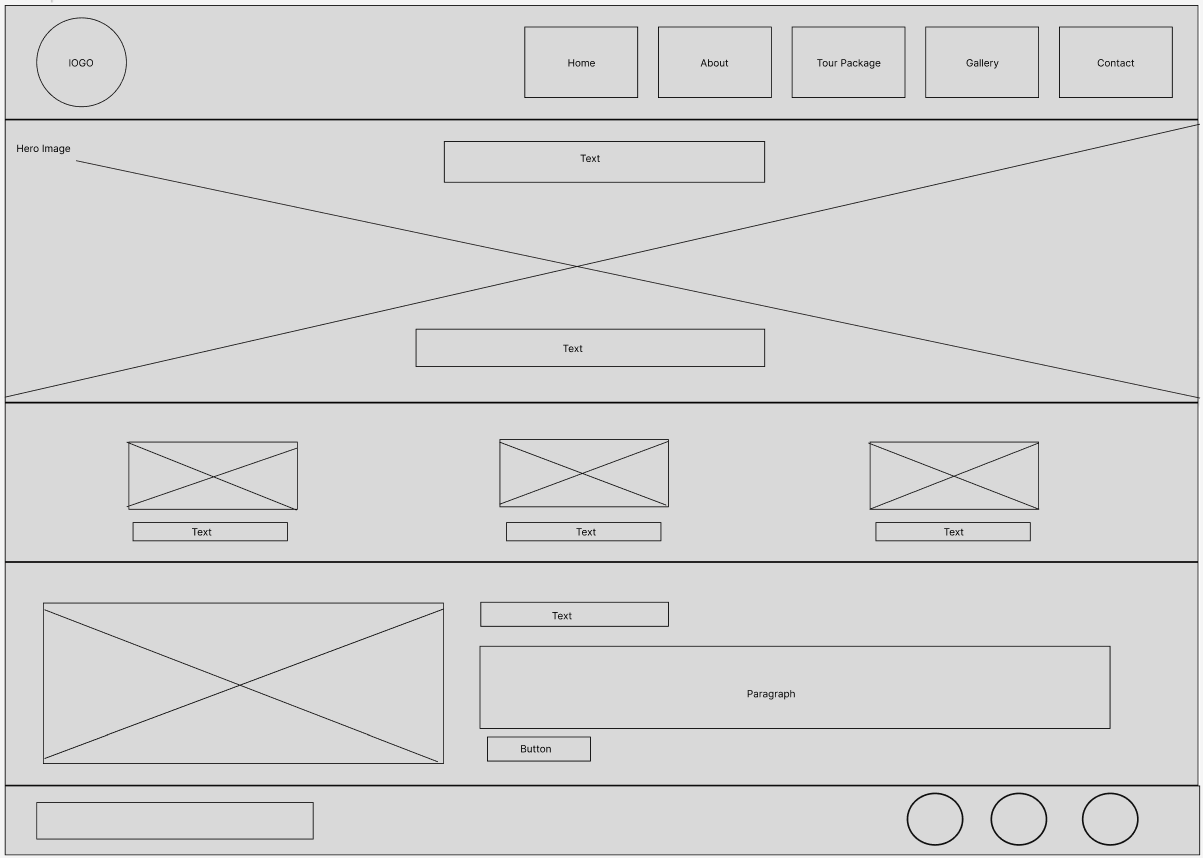 lOGO
Home
About
Tour Package
Gallery
Contact
Hero Image
Text
Text
Text
Text
Text
Text
Paragraph
Button